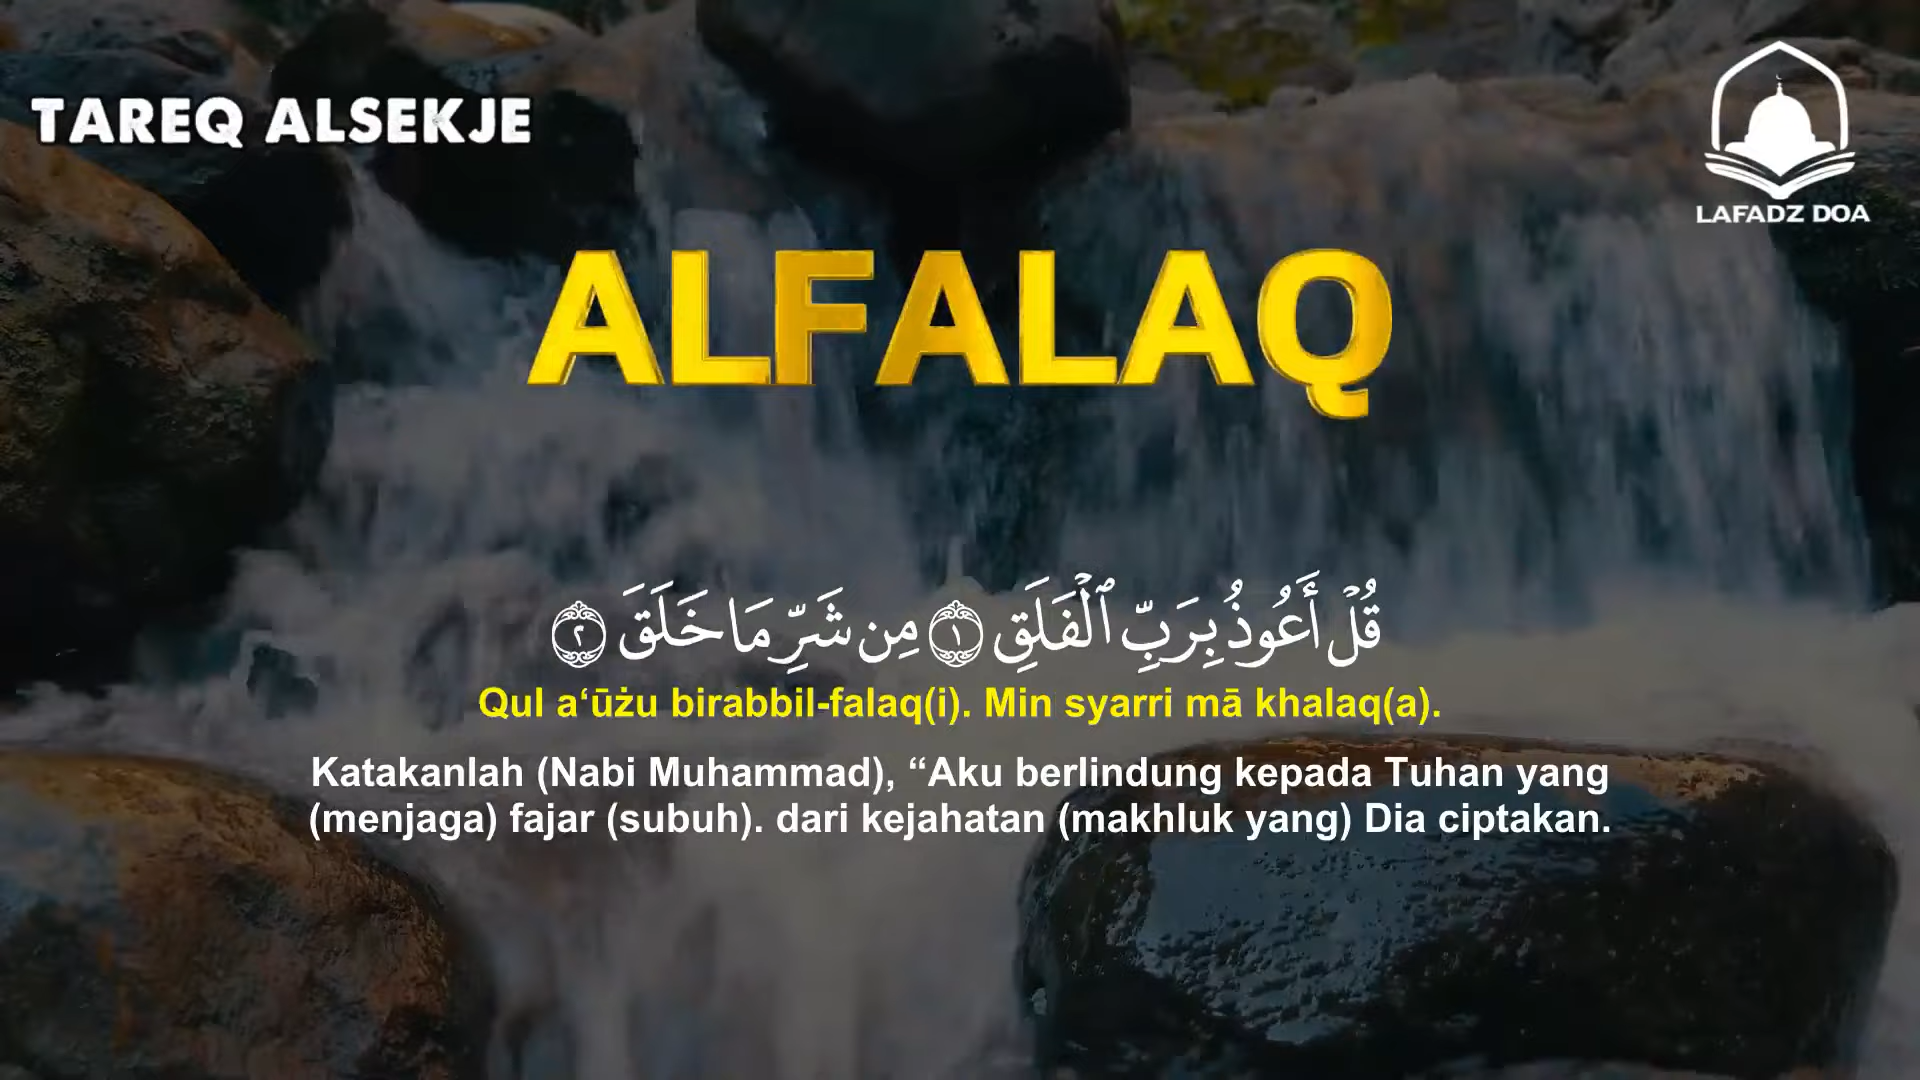 TAREQ ALSEKJE
LAFADZ DOA
ALFALAQ
قُلْ أَعُوذُ بِرَبِّ ٱلْفَلَقِ ١ مِن شَرِّ مَا خَلَقَ ٢
Qul a‘ūżu birabbil-falaq(i). Min syarri mā khalaq(a).
Katakanlah (Nabi Muhammad), “Aku berlindung kepada Tuhan yang
(menjaga) fajar (subuh). dari kejahatan (makhluk yang) Dia ciptakan.